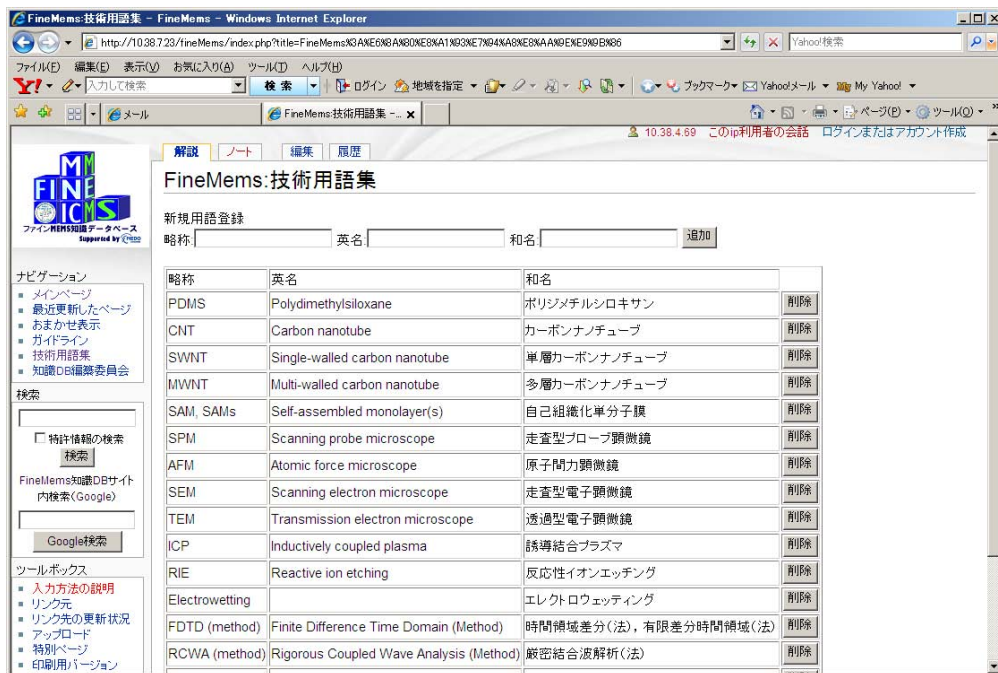 FineMems:技術用語集 - FineMems - Windows Internet Explorer
http://10.38.7.23/fineMems/index.php?title=FineMems%3A%E6%8A%80%E8%A1%93%E7%94%A8%E8%AA%9E%E9%9B%86
Yahoo!検索
ファイル(F) 編集(E) 表示(V) お気に入り(A) ツール(T) ヘルプ(H)
Y! 入力して検索 検索 ログイン 地域を指定 ブックマーク Yahoo!メール My Yahoo!
メール FineMems:技術用語集 -... ページ(P) ツール(O)
10.38.4.69 このip利用者の会話 ログインまたはアカウント作成
解説 ノート 編集 履歴
MMS
FINE
ICMS
ファインMEMS知識データベース
Supported by NEDO
FineMems:技術用語集
新規用語登録
略称: 英名: 和名: 追加
略称 英名 和名
PDMS Polydimethylsiloxane ポリジメチルシロキサン 削除
CNT Carbon nanotube カーボンナノチューブ 削除
SWNT Single-walled carbon nanotube 単層カーボンナノチューブ 削除
MWNT Multi-walled carbon nanotube 多層カーボンナノチューブ 削除
SAM, SAMs Self-assembled monolayer(s) 自己組織化単分子膜 削除
SPM Scanning probe microscope 走査型プローブ顕微鏡 削除
AFM Atomic force microscope 原子間力顕微鏡 削除
SEM Scanning electron microscope 走査型電子顕微鏡 削除
TEM Transmission electron microscope 透過型電子顕微鏡 削除
ICP Inductively coupled plasma 誘導結合プラズマ 削除
RIE Reactive ion etching 反応性イオンエッチング 削除
Electrowetting エレクトロウェッティング 削除
FDTD (method) Finite Difference Time Domain (Method) 時間領域差分(法), 有限差分時間領域(法) 削除
RCWA (method) Rigorous Coupled Wave Analysis (Method) 厳密結合波解析(法) 削除
ナビゲーション
メインページ
最近更新したページ
おまかせ表示
ガイドライン
技術用語集
知識DB編纂委員会
検索
特許情報の検索
検索
FineMems知識DBサイト
内検索(Google)
Google検索
ツールボックス
入力方法の説明
リンク元
リンク先の更新状況
アップロード
特別ページ
印刷用バージョン